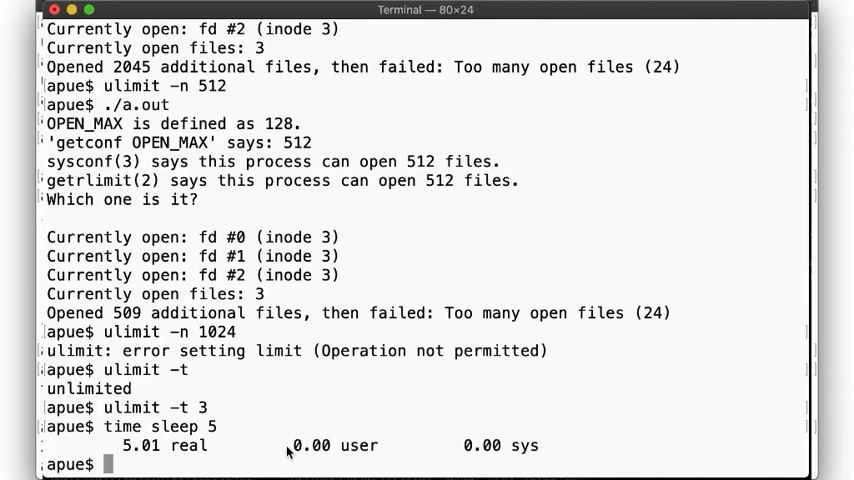 Terminal — 80×24
Currently open: fd #2 (inode 3)
Currently open files: 3
Opened 2045 additional files, then failed: Too many open files (24)
apue$ ulimit -n 512
apue$ ./a.out
OPEN_MAX is defined as 128.
'getconf OPEN_MAX' says: 512
sysconf(3) says this process can open 512 files.
getrlimit(2) says this process can open 512 files.
Which one is it?
Currently open: fd #0 (inode 3)
Currently open: fd #1 (inode 3)
Currently open: fd #2 (inode 3)
Currently open files: 3
Opened 509 additional files, then failed: Too many open files (24)
apue$ ulimit -n 1024
ulimit: error setting limit (Operation not permitted)
apue$ ulimit -t
unlimited
apue$ ulimit -t 3
apue$ time sleep 5
5.01 real 0.00 user 0.00 sys
apue$